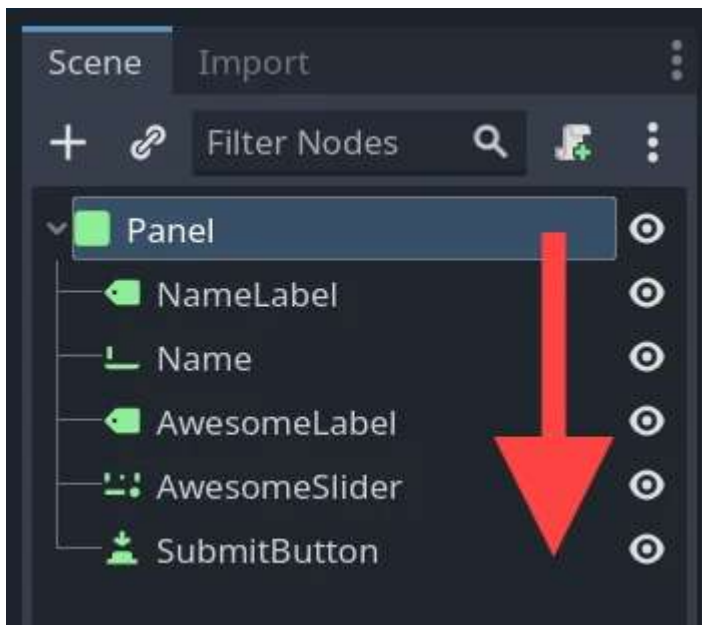 Scene Import
Filter Nodes
Panel
NameLabel
Name
AwesomeLabel
AwesomeSlider
SubmitButton